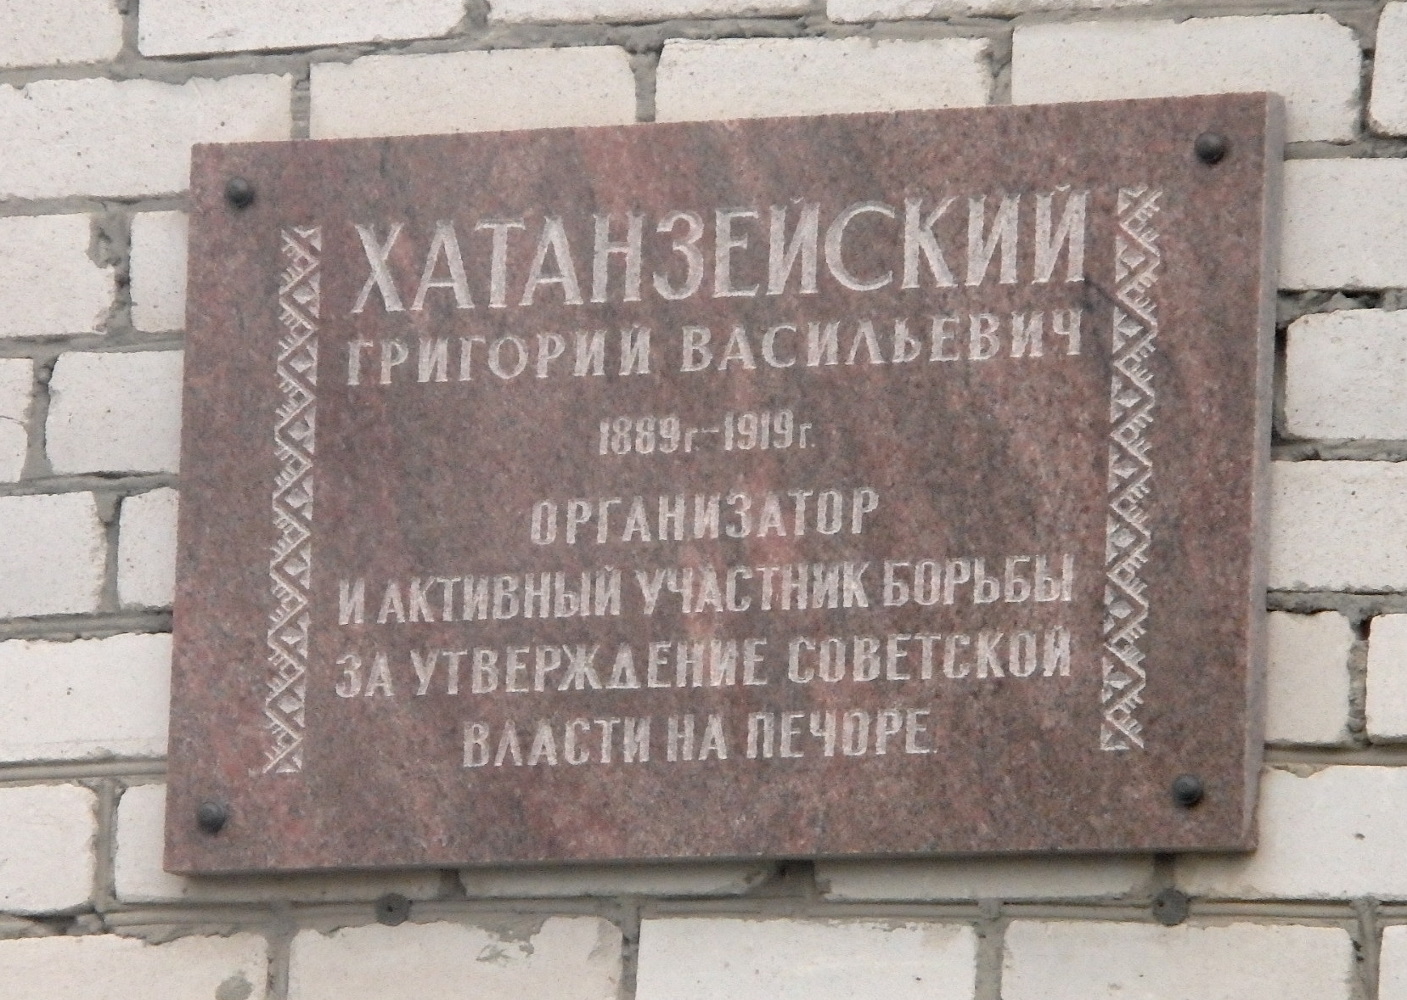 ХАТАНЗЕЙСКИЙ
ГРИГОРИЙ ВАСИЛЬЕВИЧ
1889г.-1919г.
ОРГАНИЗАТОР
И АКТИВНЫЙ УЧАСТНИК БОРЬБЫ
ЗА УТВЕРЖДЕНИЕ СОВЕТСКОЙ
ВЛАСТИ НА ПЕЧОРЕ.